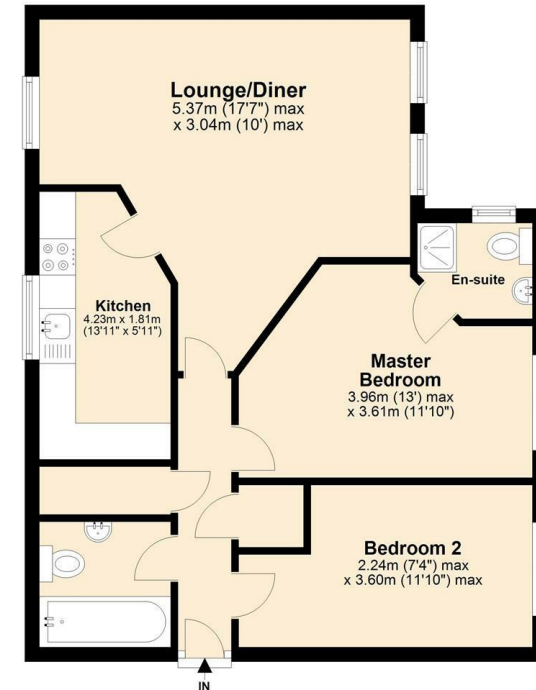 Lounge/Diner
5.37m (17'7") max
x 3.04m (10') max
En-suite
Kitchen
4.23m x 1.81m
(13'11" x 5'11")
Master
Bedroom
3.96m (13') max
x 3.61m (11'10")
Bedroom 2
2.24m (7'4") max
x 3.60m (11'10") max
IN